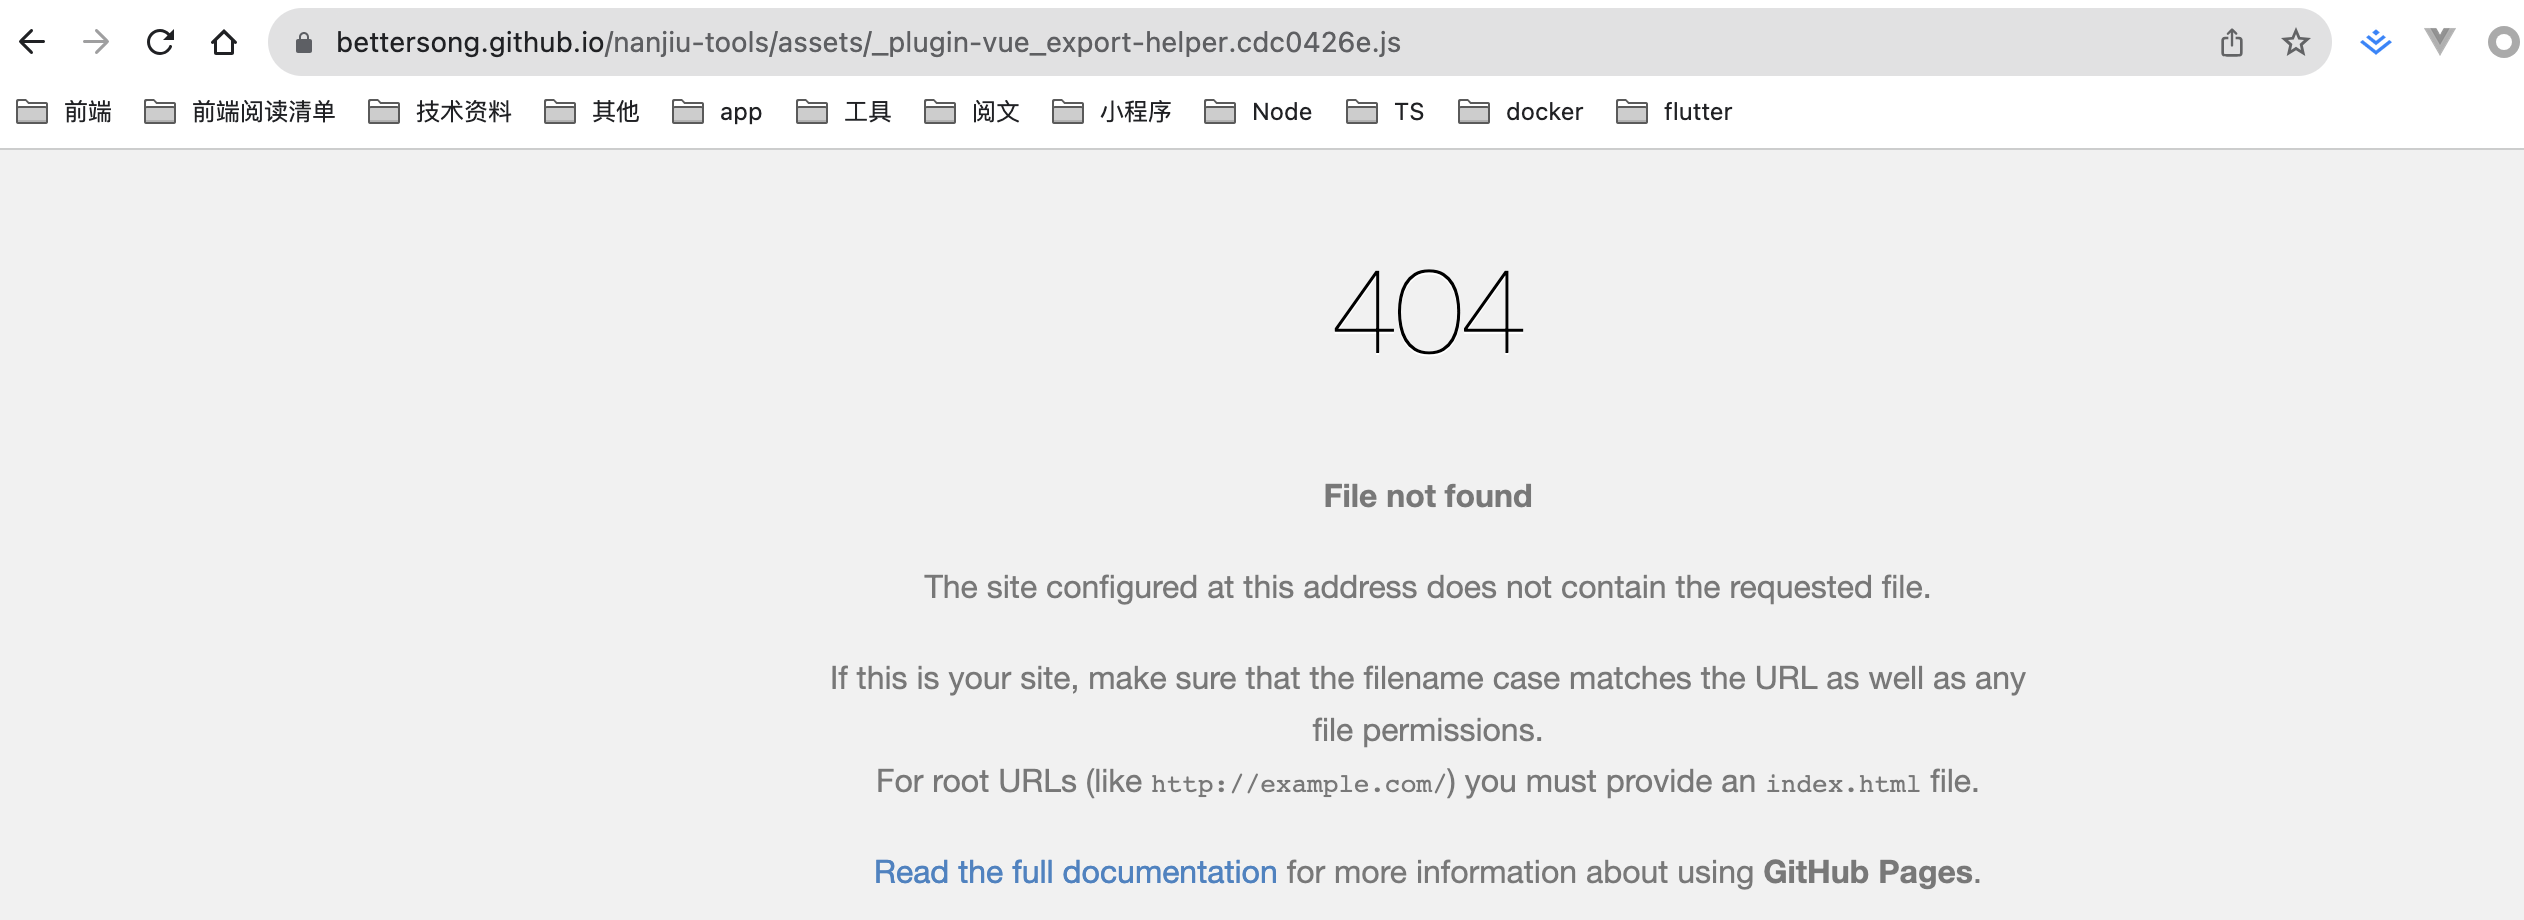 bettersong.github.io/nanjiu-tools/assets/_plugin-vue_export-helper.cdc0426e.js
前端 前端阅读清单 技术资料 其他 app 工具 阅文 小程序 Node TS docker flutter
404
File not found
The site configured at this address does not contain the requested file.
If this is your site, make sure that the filename case matches the URL as well as any
file permissions.
For root URLs (like http://example.com/) you must provide an index.html file.
Read the full documentation for more information about using GitHub Pages.